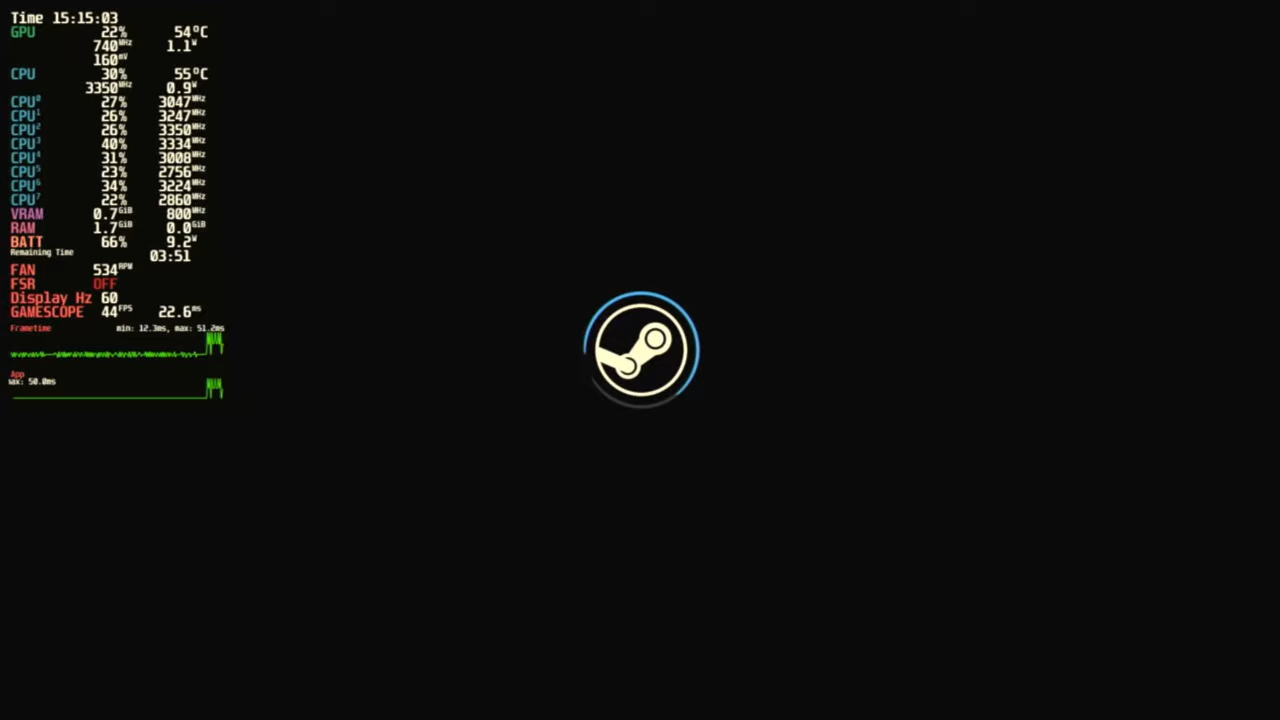 Time 15:15:03
GPU 22% 54°C
740MHz 1.1W
160mV
CPU 30% 55°C
3350MHz 0.9W
CPU0 27% 3047MHz
CPU1 26% 3247MHz
CPU2 26% 3350MHz
CPU3 40% 3334MHz
CPU4 31% 3008MHz
CPU5 23% 2756MHz
CPU6 34% 3224MHz
CPU7 22% 2860MHz
VRAM 0.7GiB 800MHz
RAM 1.7GiB 0.0GiB
BATT 66% 9.2W
Remaining Time 03:51
FAN 534RPM
FSR OFF
Display Hz 60
GAMESCOPE 44FPS 22.6ms
Frametime min: 12.3ms, max: 51.2ms
App
max: 50.0ms